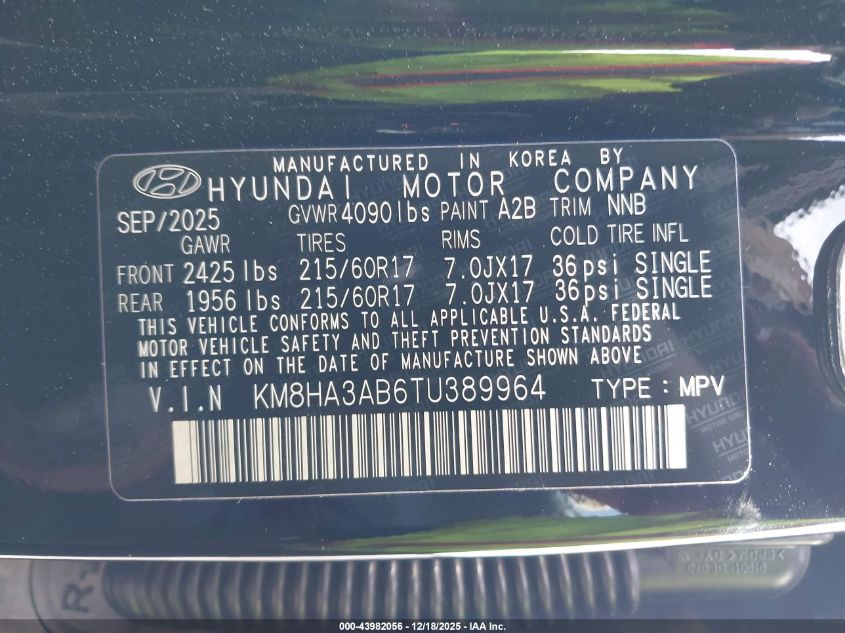 MANUFACTURED IN KOREA BY
HYUNDAI MOTOR COMPANY
SEP/2025 GVWR 4090 lbs PAINT A2B TRIM NNB
GAWR TIRES RIMS COLD TIRE INFL
FRONT 2425 lbs 215/60R17 7.0JX17 36psi SINGLE
REAR 1956 lbs 215/60R17 7.0JX17 36psi SINGLE
THIS VEHICLE CONFORMS TO ALL APPLICABLE U.S.A. FEDERAL
MOTOR VEHICLE SAFETY AND THEFT PREVENTION STANDARDS
IN EFFECT ON THE DATE OF MANUFACTURE SHOWN ABOVE
V.I.N KM8HA3AB6TU389964 TYPE : MPV
000-43982056 - 12/18/2025 - IAA Inc.